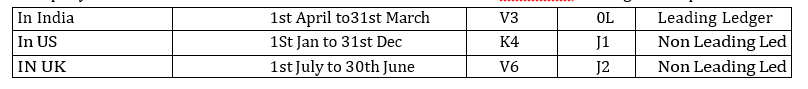 In India 1st April to31st March V3 0L Leading Ledger
In US 1St Jan to 31st Dec K4 J1 Non Leading Led
IN UK 1st July to 30th June V6 J2 Non Leading Led